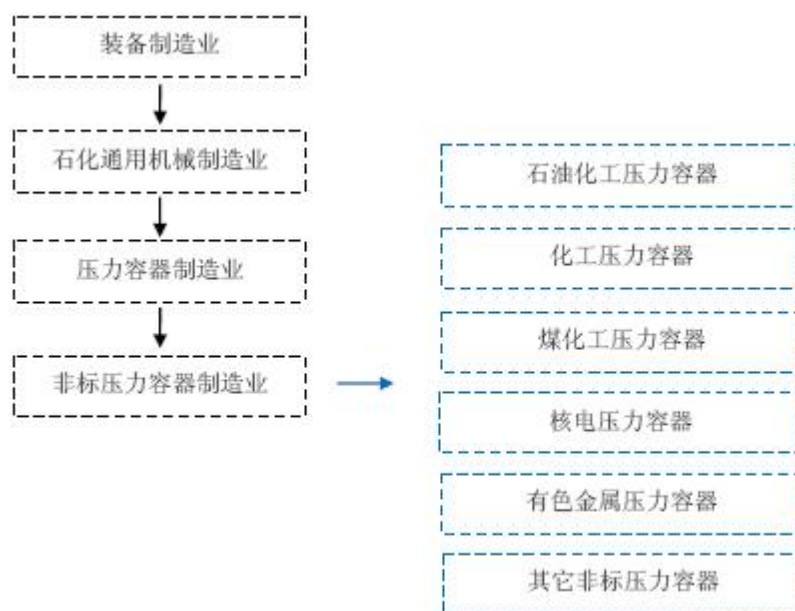 装备制造业
石化通用机械制造业
压力容器制造业
非标压力容器制造业
石油化工压力容器
化工压力容器
煤化工压力容器
核电压力容器
有色金属压力容器
其它非标压力容器